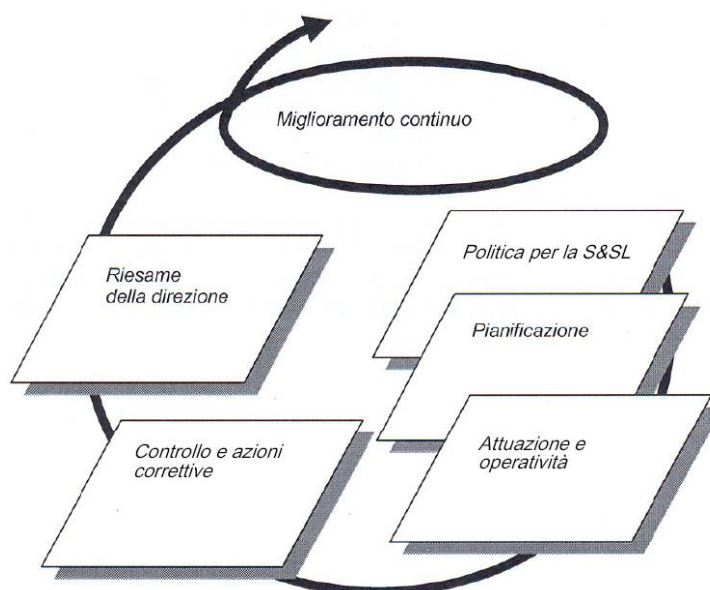 Miglioramento continuo
Politica per la S&SL
Riesame
della direzione
Pianificazione
Attuazione e
operatività
Controllo e azioni
correttive